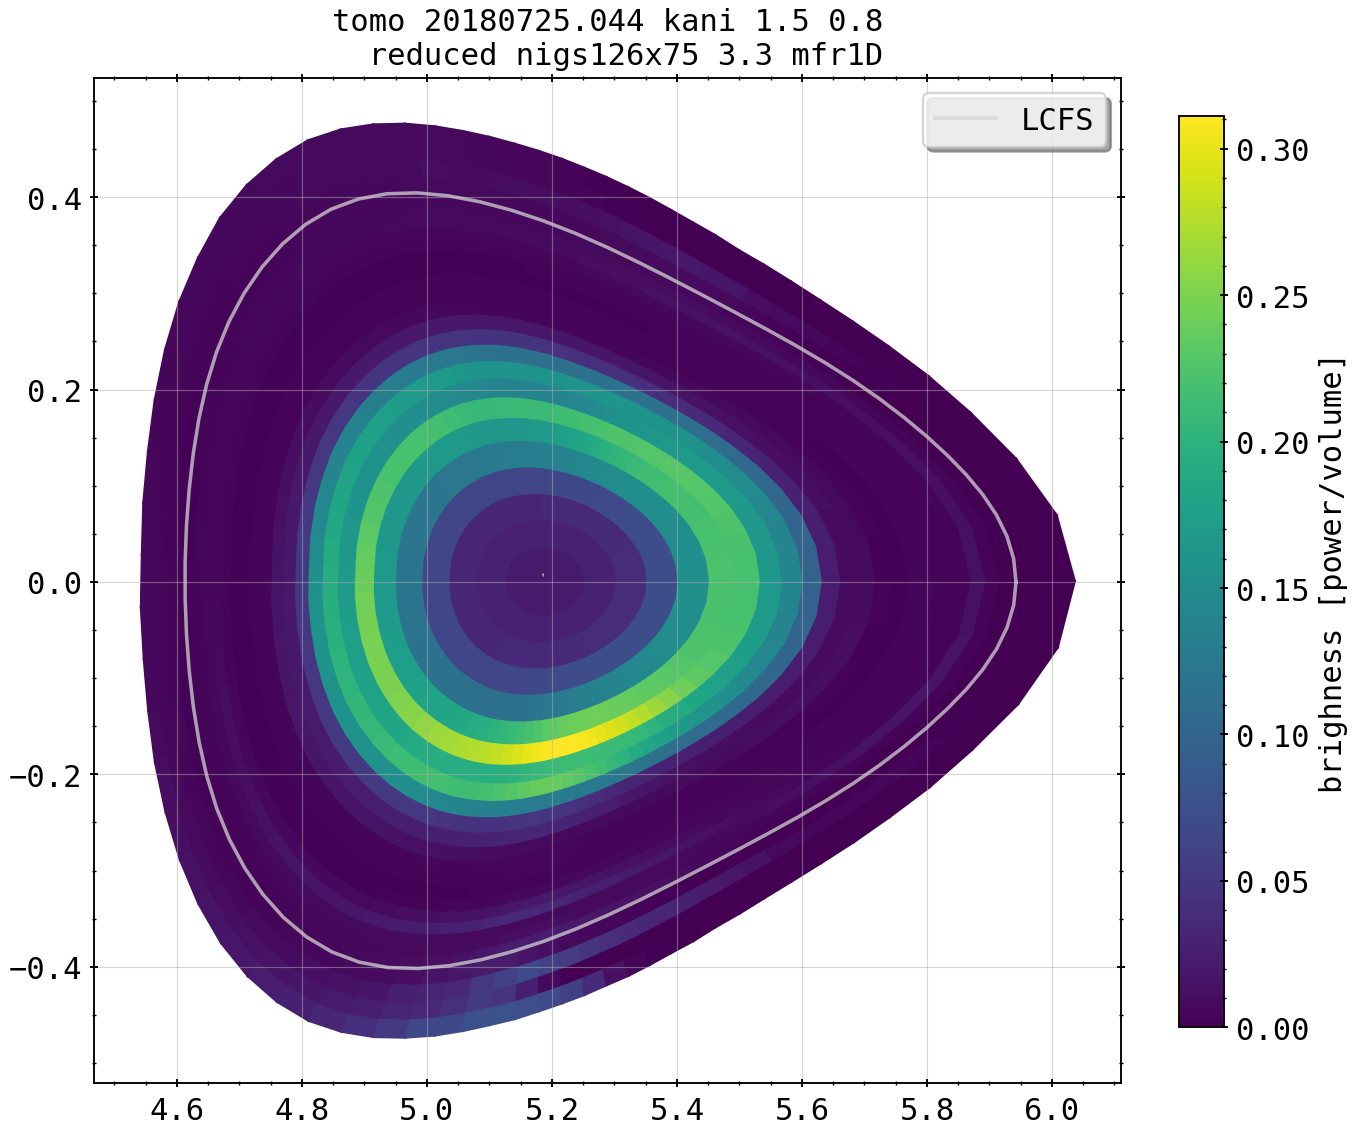 tomo 20180725.044 kani 1.5 0.8
reduced nigs126x75 3.3 mfr1D
LCFS
0.4
0.2
0.0
−0.2
−0.4
4.6 4.8 5.0 5.2 5.4 5.6 5.8 6.0
0.30
0.25
0.20
0.15
0.10
0.05
0.00
brighness [power/volume]